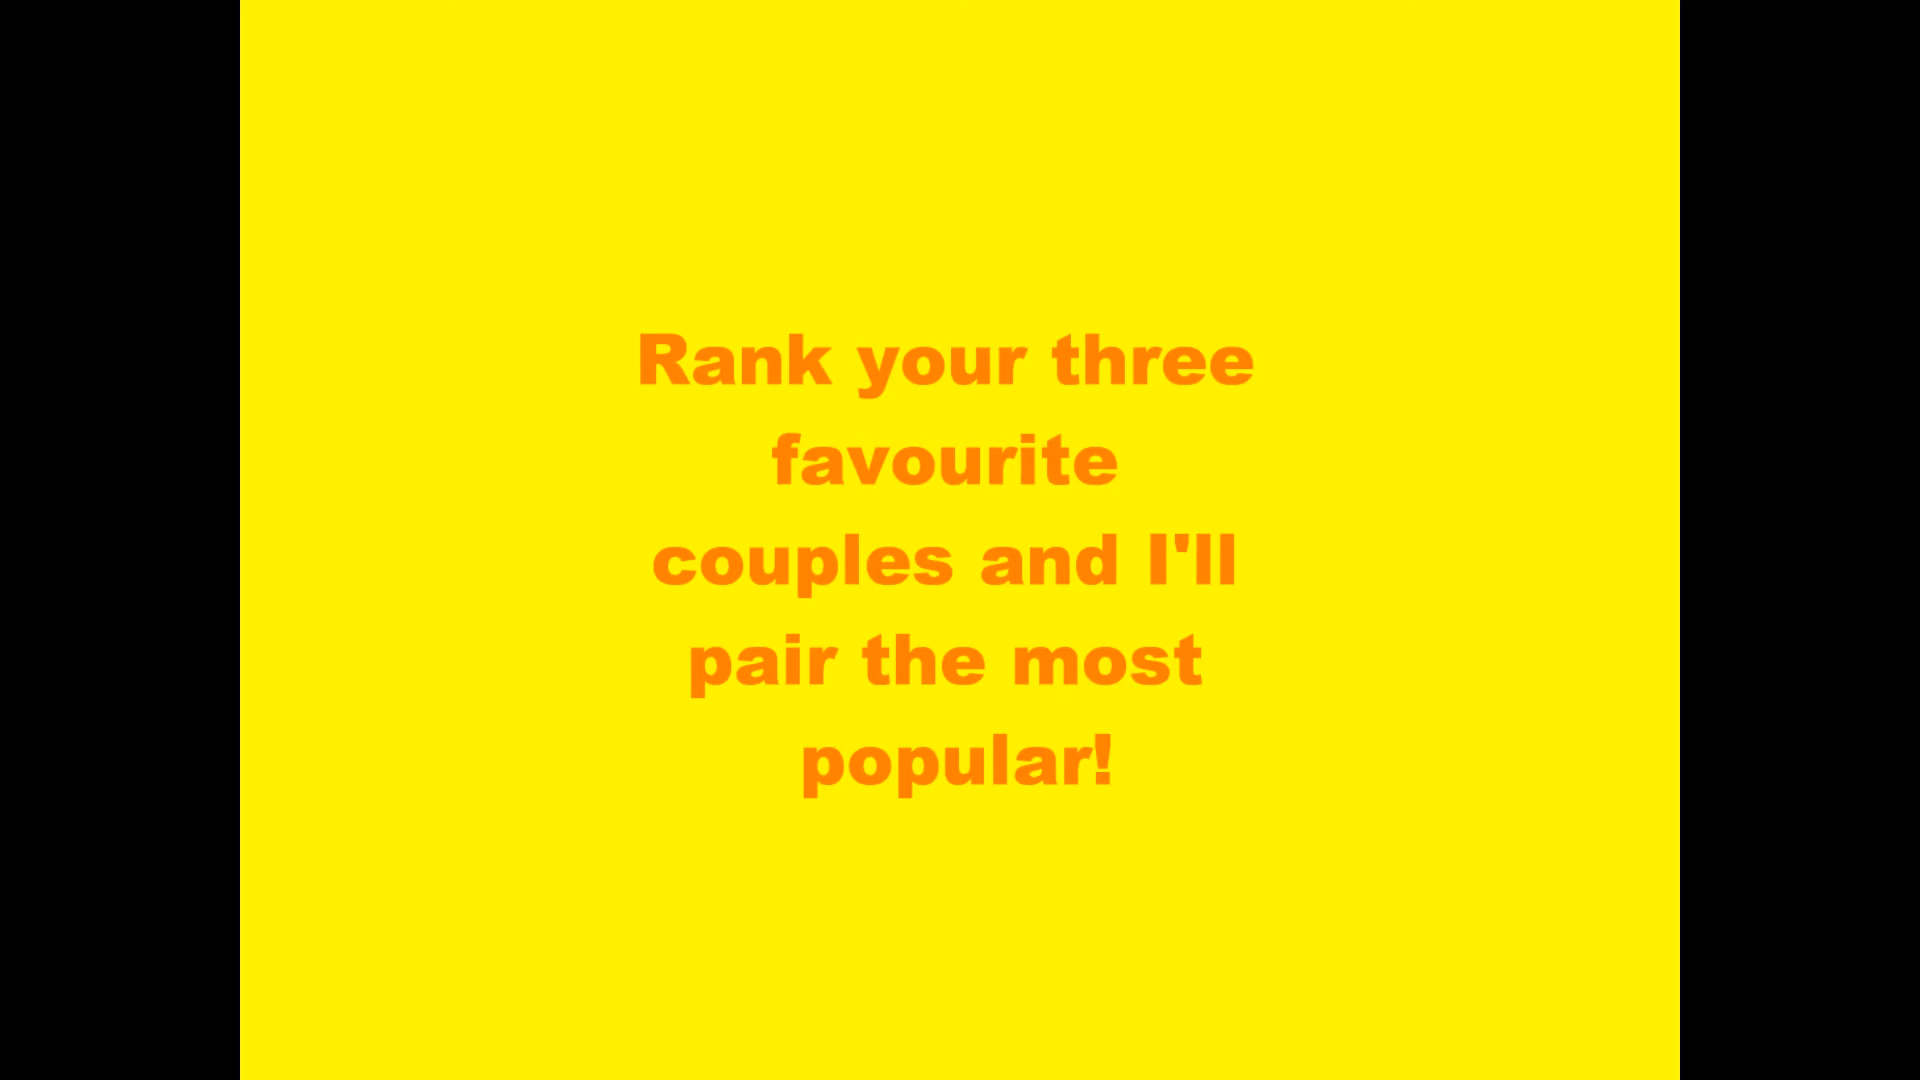 Rank your three
favourite
couples and I'll
pair the most
popular!